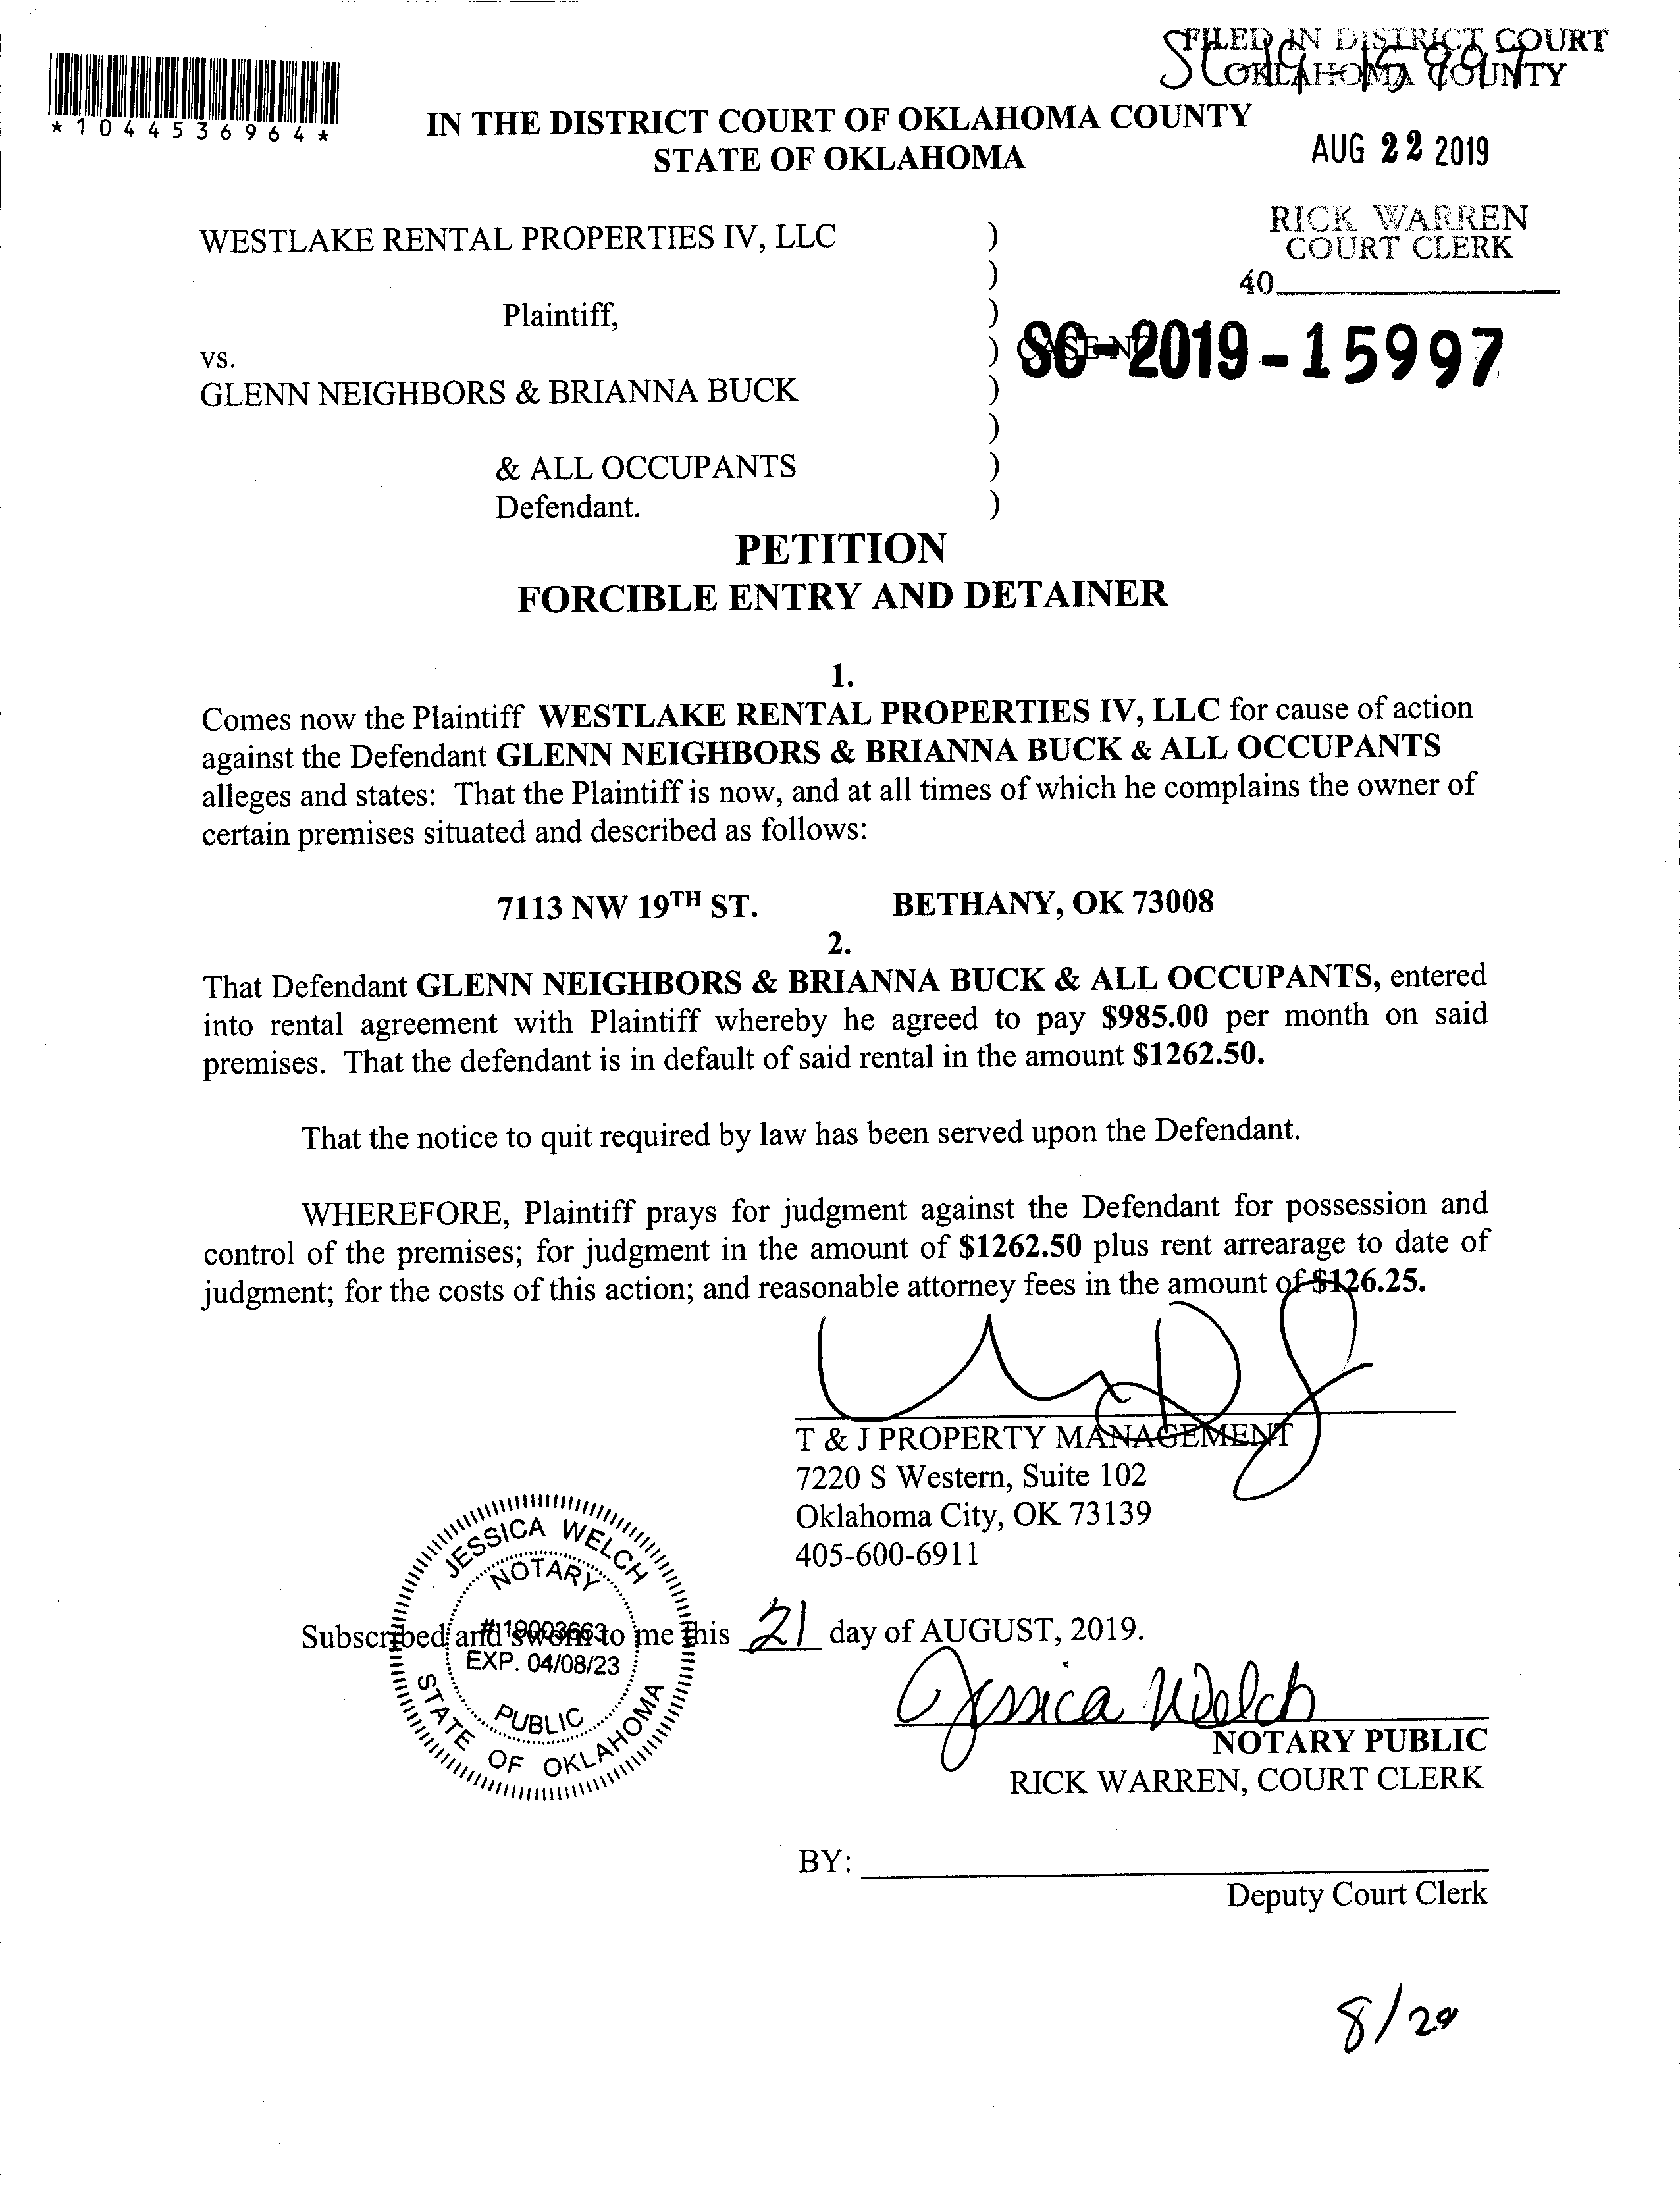 FILED IN DISTRICT COURT
OKLAHOMA COUNTY
SC19-15997
*1044536964*
IN THE DISTRICT COURT OF OKLAHOMA COUNTY
STATE OF OKLAHOMA
AUG 22 2019
RICK WARREN
COURT CLERK
40
WESTLAKE RENTAL PROPERTIES IV, LLC )
)
Plaintiff, )
vs. ) CASE NO
SC-2019-15997
GLENN NEIGHBORS & BRIANNA BUCK )
)
& ALL OCCUPANTS )
Defendant. )
PETITION
FORCIBLE ENTRY AND DETAINER
1.
Comes now the Plaintiff WESTLAKE RENTAL PROPERTIES IV, LLC for cause of action
against the Defendant GLENN NEIGHBORS & BRIANNA BUCK & ALL OCCUPANTS
alleges and states: That the Plaintiff is now, and at all times of which he complains the owner of
certain premises situated and described as follows:
7113 NW 19TH ST. BETHANY, OK 73008
2.
That Defendant GLENN NEIGHBORS & BRIANNA BUCK & ALL OCCUPANTS, entered
into rental agreement with Plaintiff whereby he agreed to pay $985.00 per month on said
premises. That the defendant is in default of said rental in the amount $1262.50.
That the notice to quit required by law has been served upon the Defendant.
WHEREFORE, Plaintiff prays for judgment against the Defendant for possession and
control of the premises; for judgment in the amount of $1262.50 plus rent arrearage to date of
judgment; for the costs of this action; and reasonable attorney fees in the amount of $126.25.
T & J PROPERTY MANAGEMENT
7220 S Western, Suite 102
Oklahoma City, OK 73139
405-600-6911
JESSICA WELCH
NOTARY
#19003663
EXP. 04/08/23
PUBLIC
STATE OF OKLAHOMA
Subscribed and sworn to me this 21 day of AUGUST, 2019.
Jessica Welch
NOTARY PUBLIC
RICK WARREN, COURT CLERK
BY:
Deputy Court Clerk
8/29